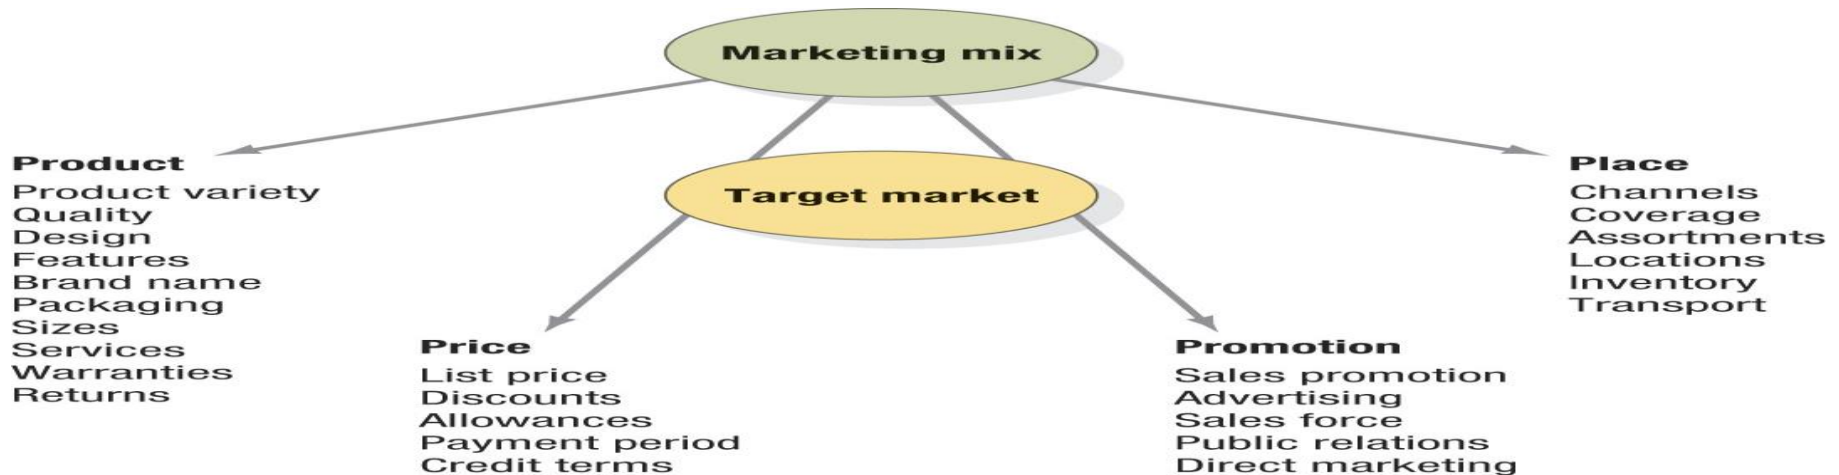 Marketing mix
Target market
Product
Product variety
Quality
Design
Features
Brand name
Packaging
Sizes
Services
Warranties
Returns
Price
List price
Discounts
Allowances
Payment period
Credit terms
Promotion
Sales promotion
Advertising
Sales force
Public relations
Direct marketing
Place
Channels
Coverage
Assortments
Locations
Inventory
Transport